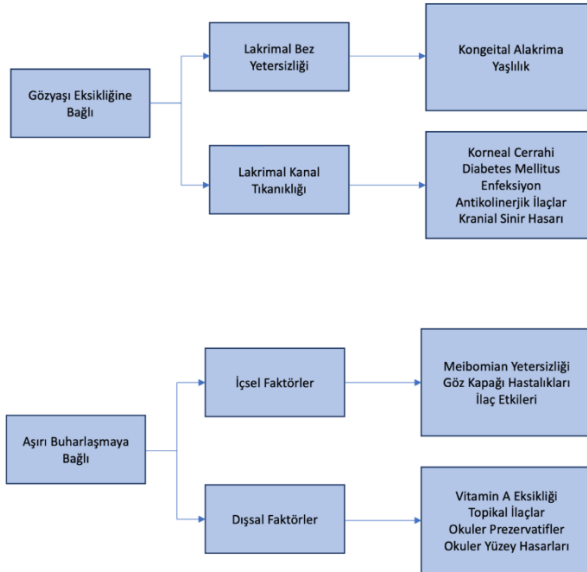 Gözyaşı Eksikliğine
Bağlı
Lakrimal Bez
Yetersizliği
Kongeital Alakrima
Yaşlılık
Lakrimal Kanal
Tıkanıklığı
Korneal Cerrahi
Diabetes Mellitus
Enfeksiyon
Antikolinerjik İlaçlar
Kranial Sinir Hasarı
Aşırı Buharlaşmaya
Bağlı
İçsel Faktörler
Meibomian Yetersizliği
Göz Kapağı Hastalıkları
İlaç Etkileri
Dışsal Faktörler
Vitamin A Eksikliği
Topikal İlaçlar
Okuler Prezervatifler
Okuler Yüzey Hasarları